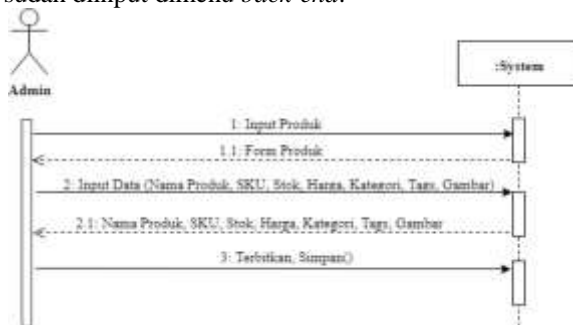 sudah diinput dimenu back-end.
:System
Admin
1: Input Produk
1.1: Form Produk
2: Input Data (Nama Produk, SKU, Stok, Harga, Kategori, Tags, Gambar)
2.1: Nama Produk, SKU, Stok, Harga, Kategori, Tags, Gambar
3: Terbitkan, Simpan()